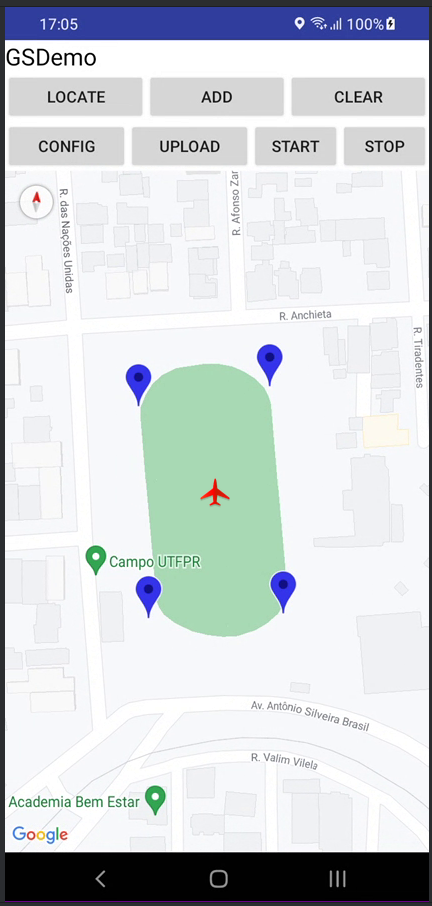 17:05
100%
GSDemo
LOCATE
ADD
CLEAR
CONFIG
UPLOAD
START
STOP
R. das Nações Unidas
R. Afonso Zar
R. Anchieta
R. Tiradentes
Campo UTFPR
Av. Antônio Silveira Brasil
R. Valim Vilela
Academia Bem Estar
Google